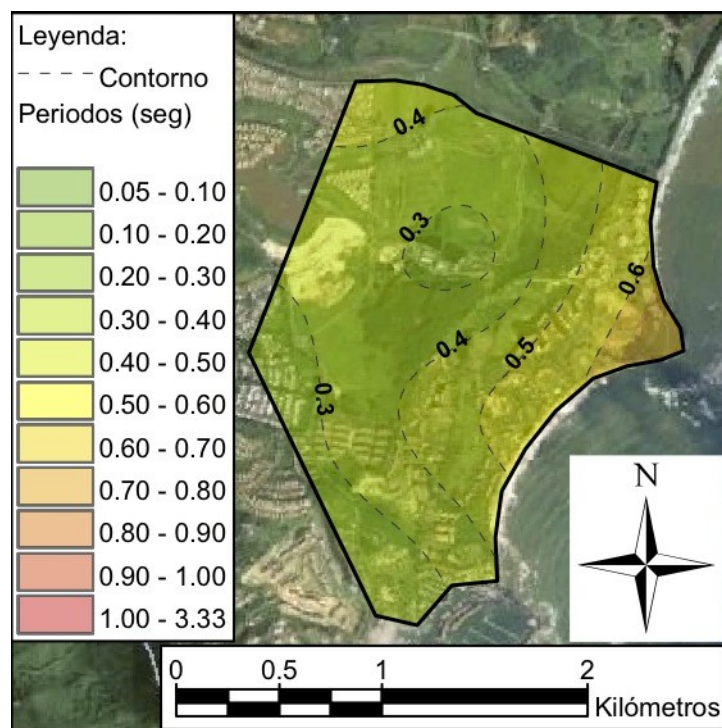 Leyenda:
Contorno
Periodos (seg)
0.05 - 0.10
0.10 - 0.20
0.20 - 0.30
0.30 - 0.40
0.40 - 0.50
0.50 - 0.60
0.60 - 0.70
0.70 - 0.80
0.80 - 0.90
0.90 - 1.00
1.00 - 3.33
0.4
0.3
0.6
0.4
0.5
0.3
N
0 0.5 1 2
Kilómetros